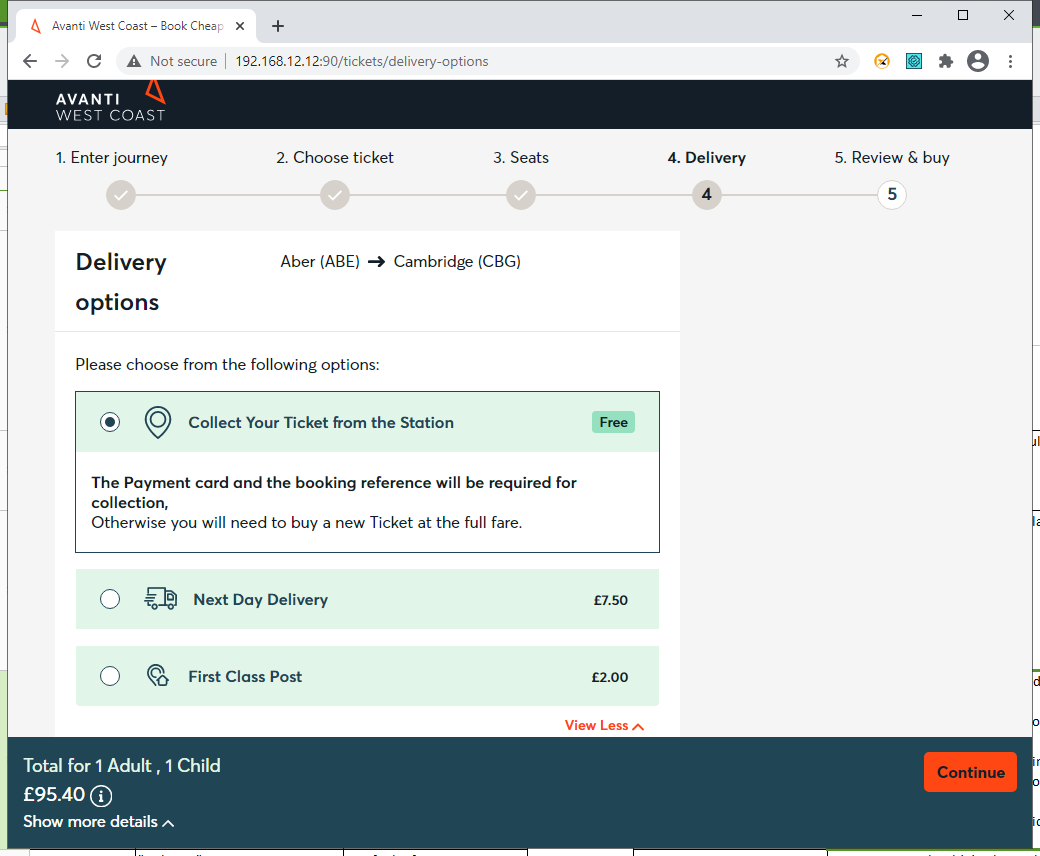 Avanti West Coast – Book Cheap
Not secure
192.168.12.12:90/tickets/delivery-options
AVANTI
WEST COAST
1. Enter journey
2. Choose ticket
3. Seats
4. Delivery
5. Review & buy
4
5
Delivery
options
Aber (ABE) → Cambridge (CBG)
Please choose from the following options:
Collect Your Ticket from the Station
Free
The Payment card and the booking reference will be required for
collection,
Otherwise you will need to buy a new Ticket at the full fare.
Next Day Delivery
£7.50
First Class Post
£2.00
View Less
Total for 1 Adult , 1 Child
£95.40
Show more details
Continue